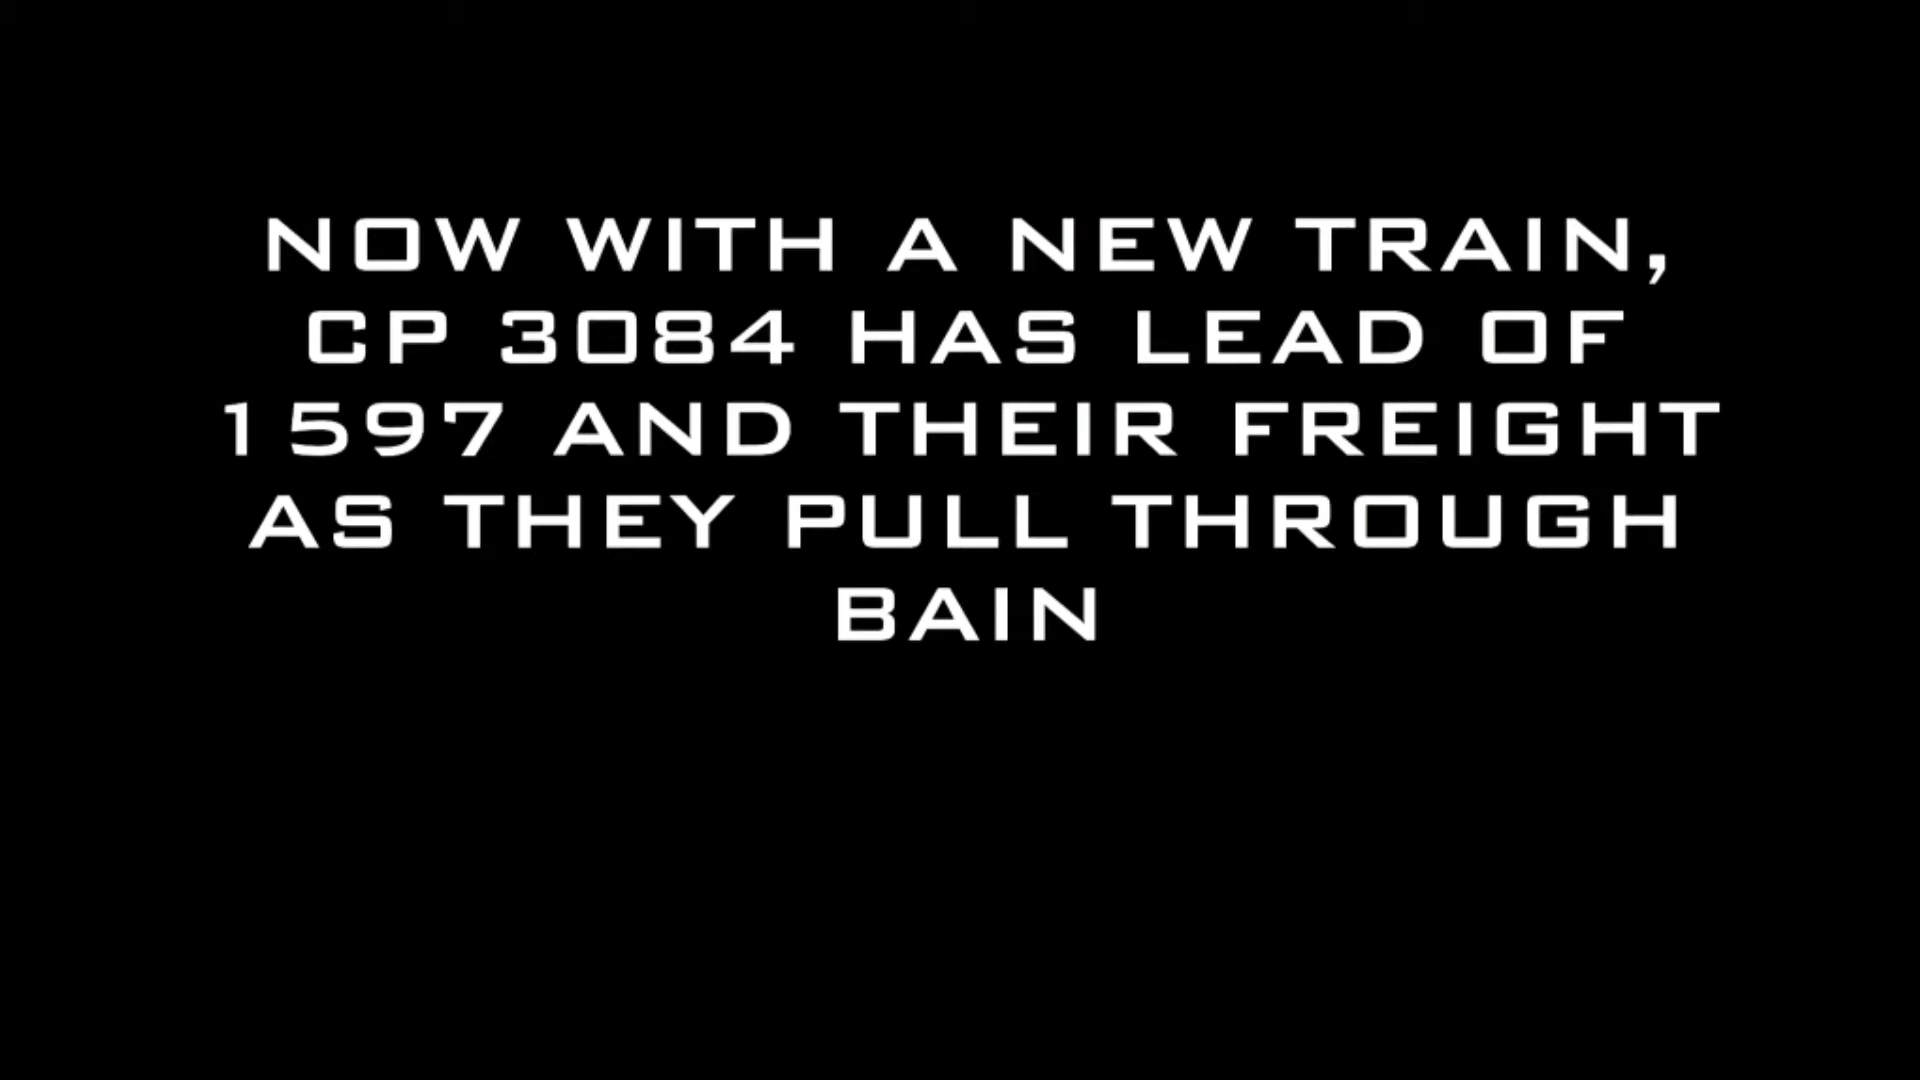 NOW WITH A NEW TRAIN,
CP 3084 HAS LEAD OF
1597 AND THEIR FREIGHT
AS THEY PULL THROUGH
BAIN